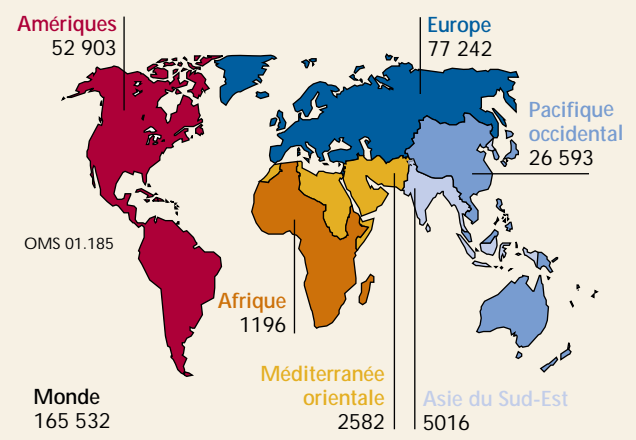 Amériques
52 903
Europe
77 242
Pacifique
occidental
26 593
OMS 01.185
Afrique
1196
Méditerranée
orientale
2582
Asie du Sud-Est
5016
Monde
165 532